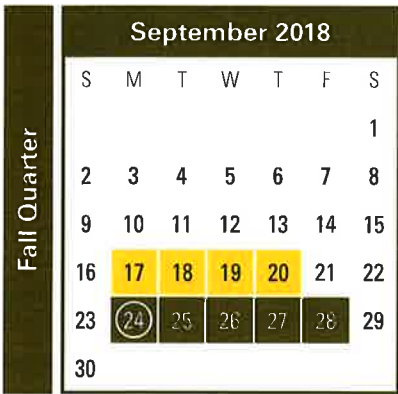 Fall Quarter
September 2018
S M T W T F S
1
2 3 4 5 6 7 8
9 10 11 12 13 14 15
16 17 18 19 20 21 22
23 24 25 26 27 28 29
30